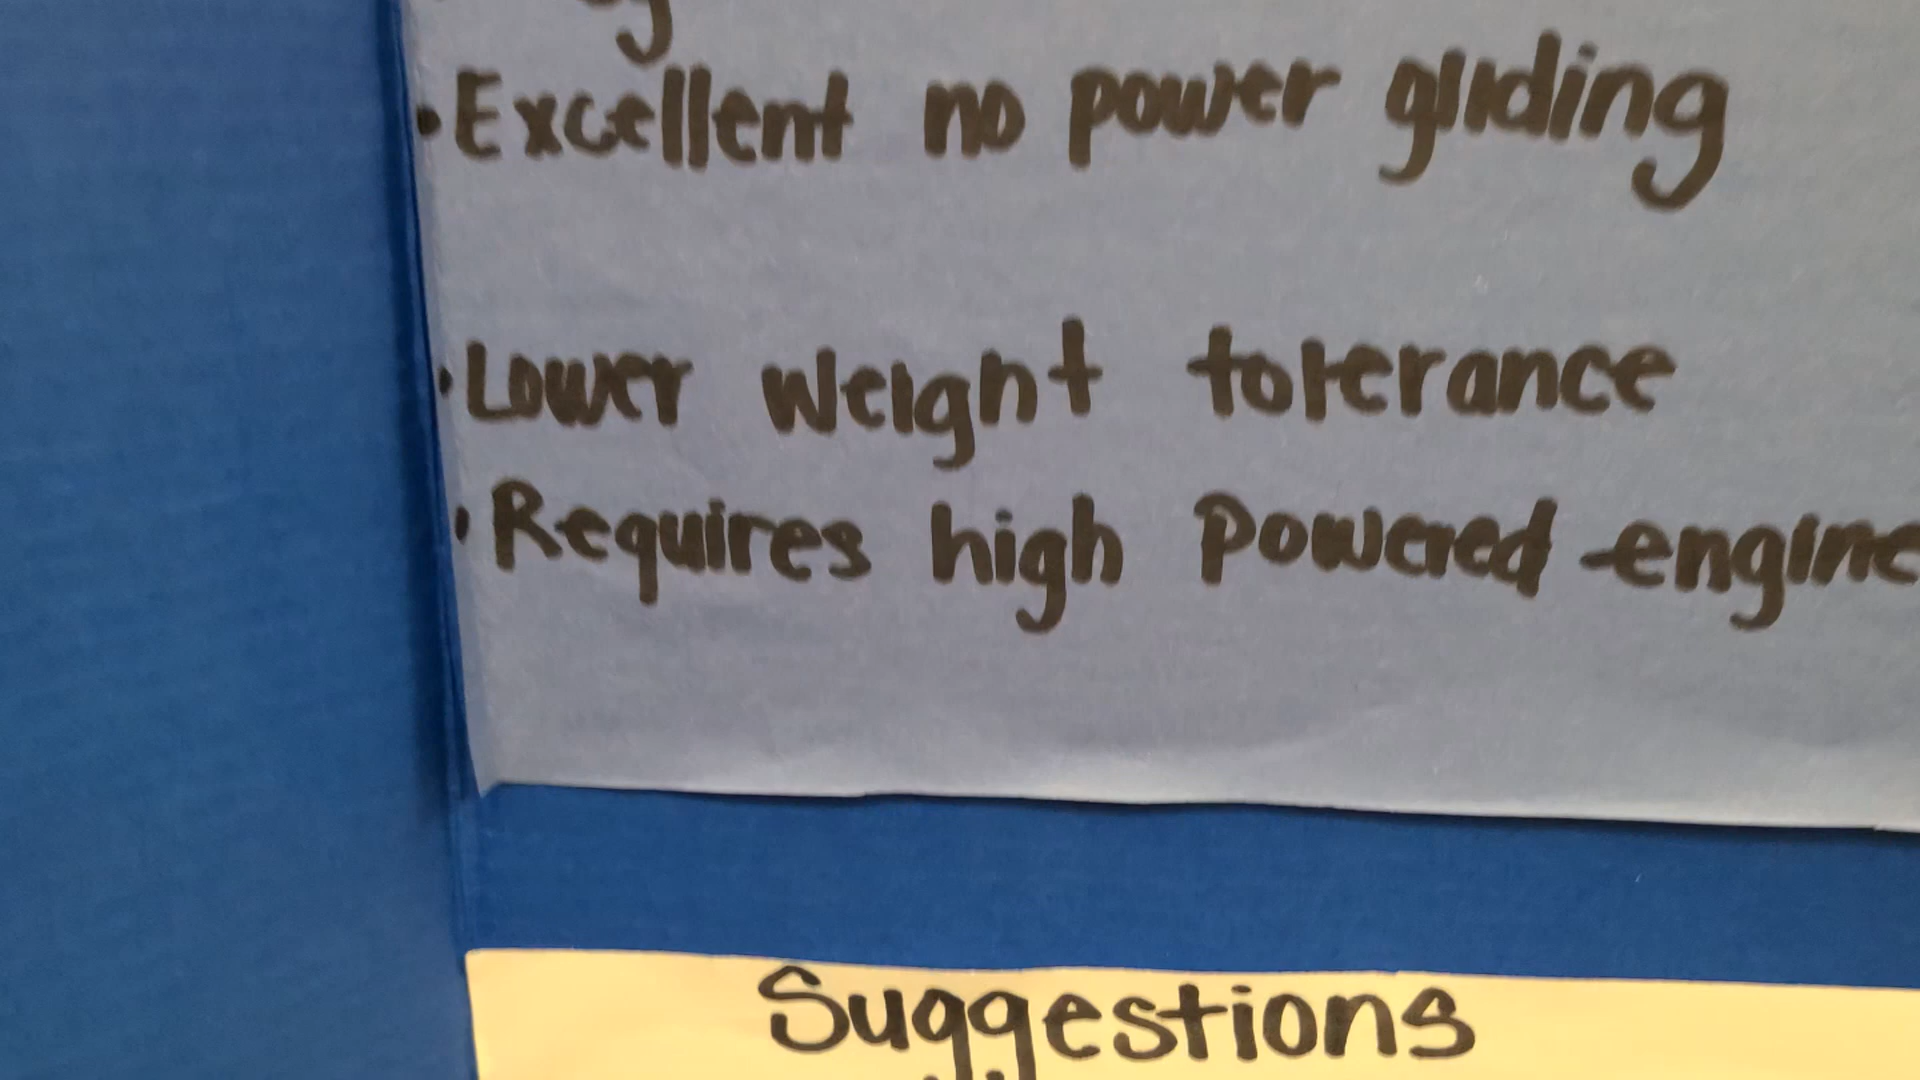 •Excellent no power gliding
•Lower weight tolerance
•Requires high powered engine
Suggestions